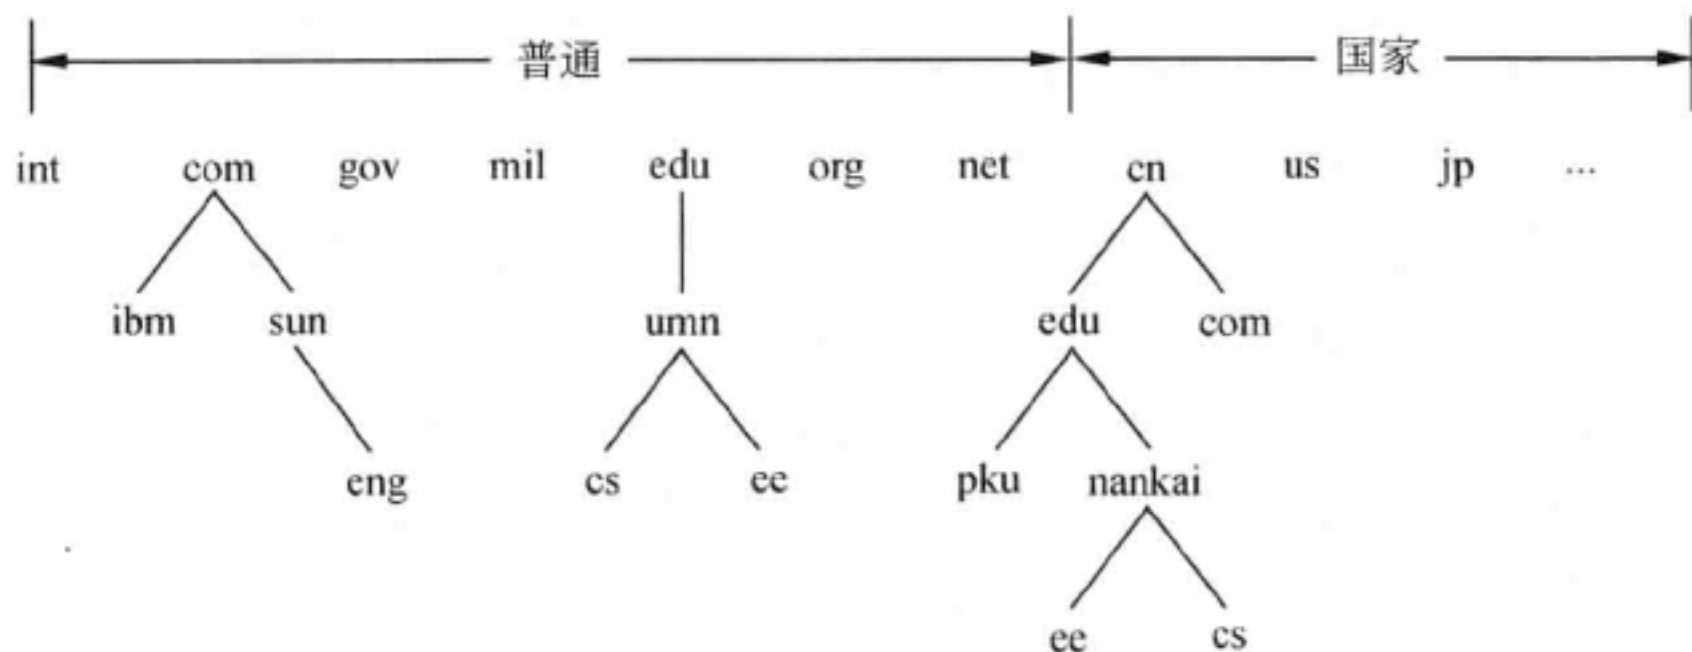 普通 国家
int com gov mil edu org net cn us jp ...
ibm sun umn edu com
eng cs ee pku nankai
ee cs